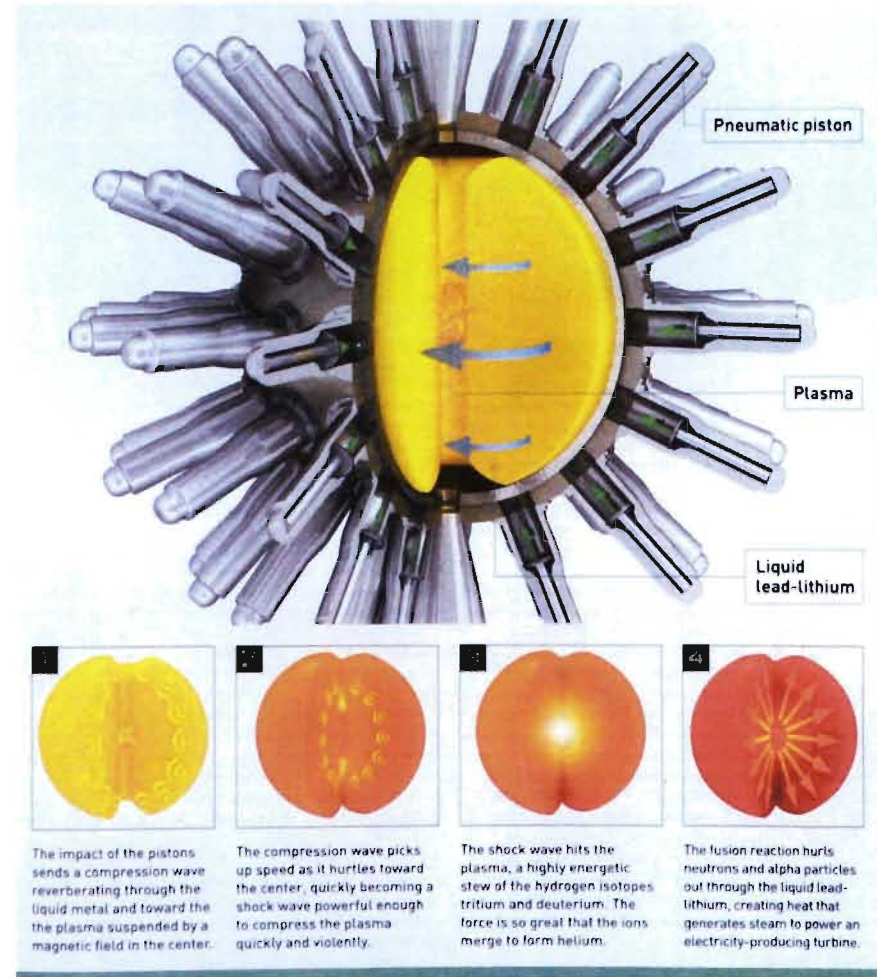 Pneumatic piston
Plasma
Liquid
lead-lithium
1
2
3
4
The impact of the pistons
sends a compression wave
reverberating through the
liquid metal and toward the
the plasma suspended by a
magnetic field in the center.
The compression wave picks
up speed as it hurtles toward
the center, quickly becoming a
shock wave powerful enough
to compress the plasma
quickly and violently.
The shock wave hits the
plasma, a highly energetic
stew of the hydrogen isotopes
tritium and deuterium. The
force is so great that the ions
merge to form helium.
The fusion reaction hurls
neutrons and alpha particles
out through the liquid lead-
lithium, creating heat that
generates steam to power an
electricity-producing turbine.